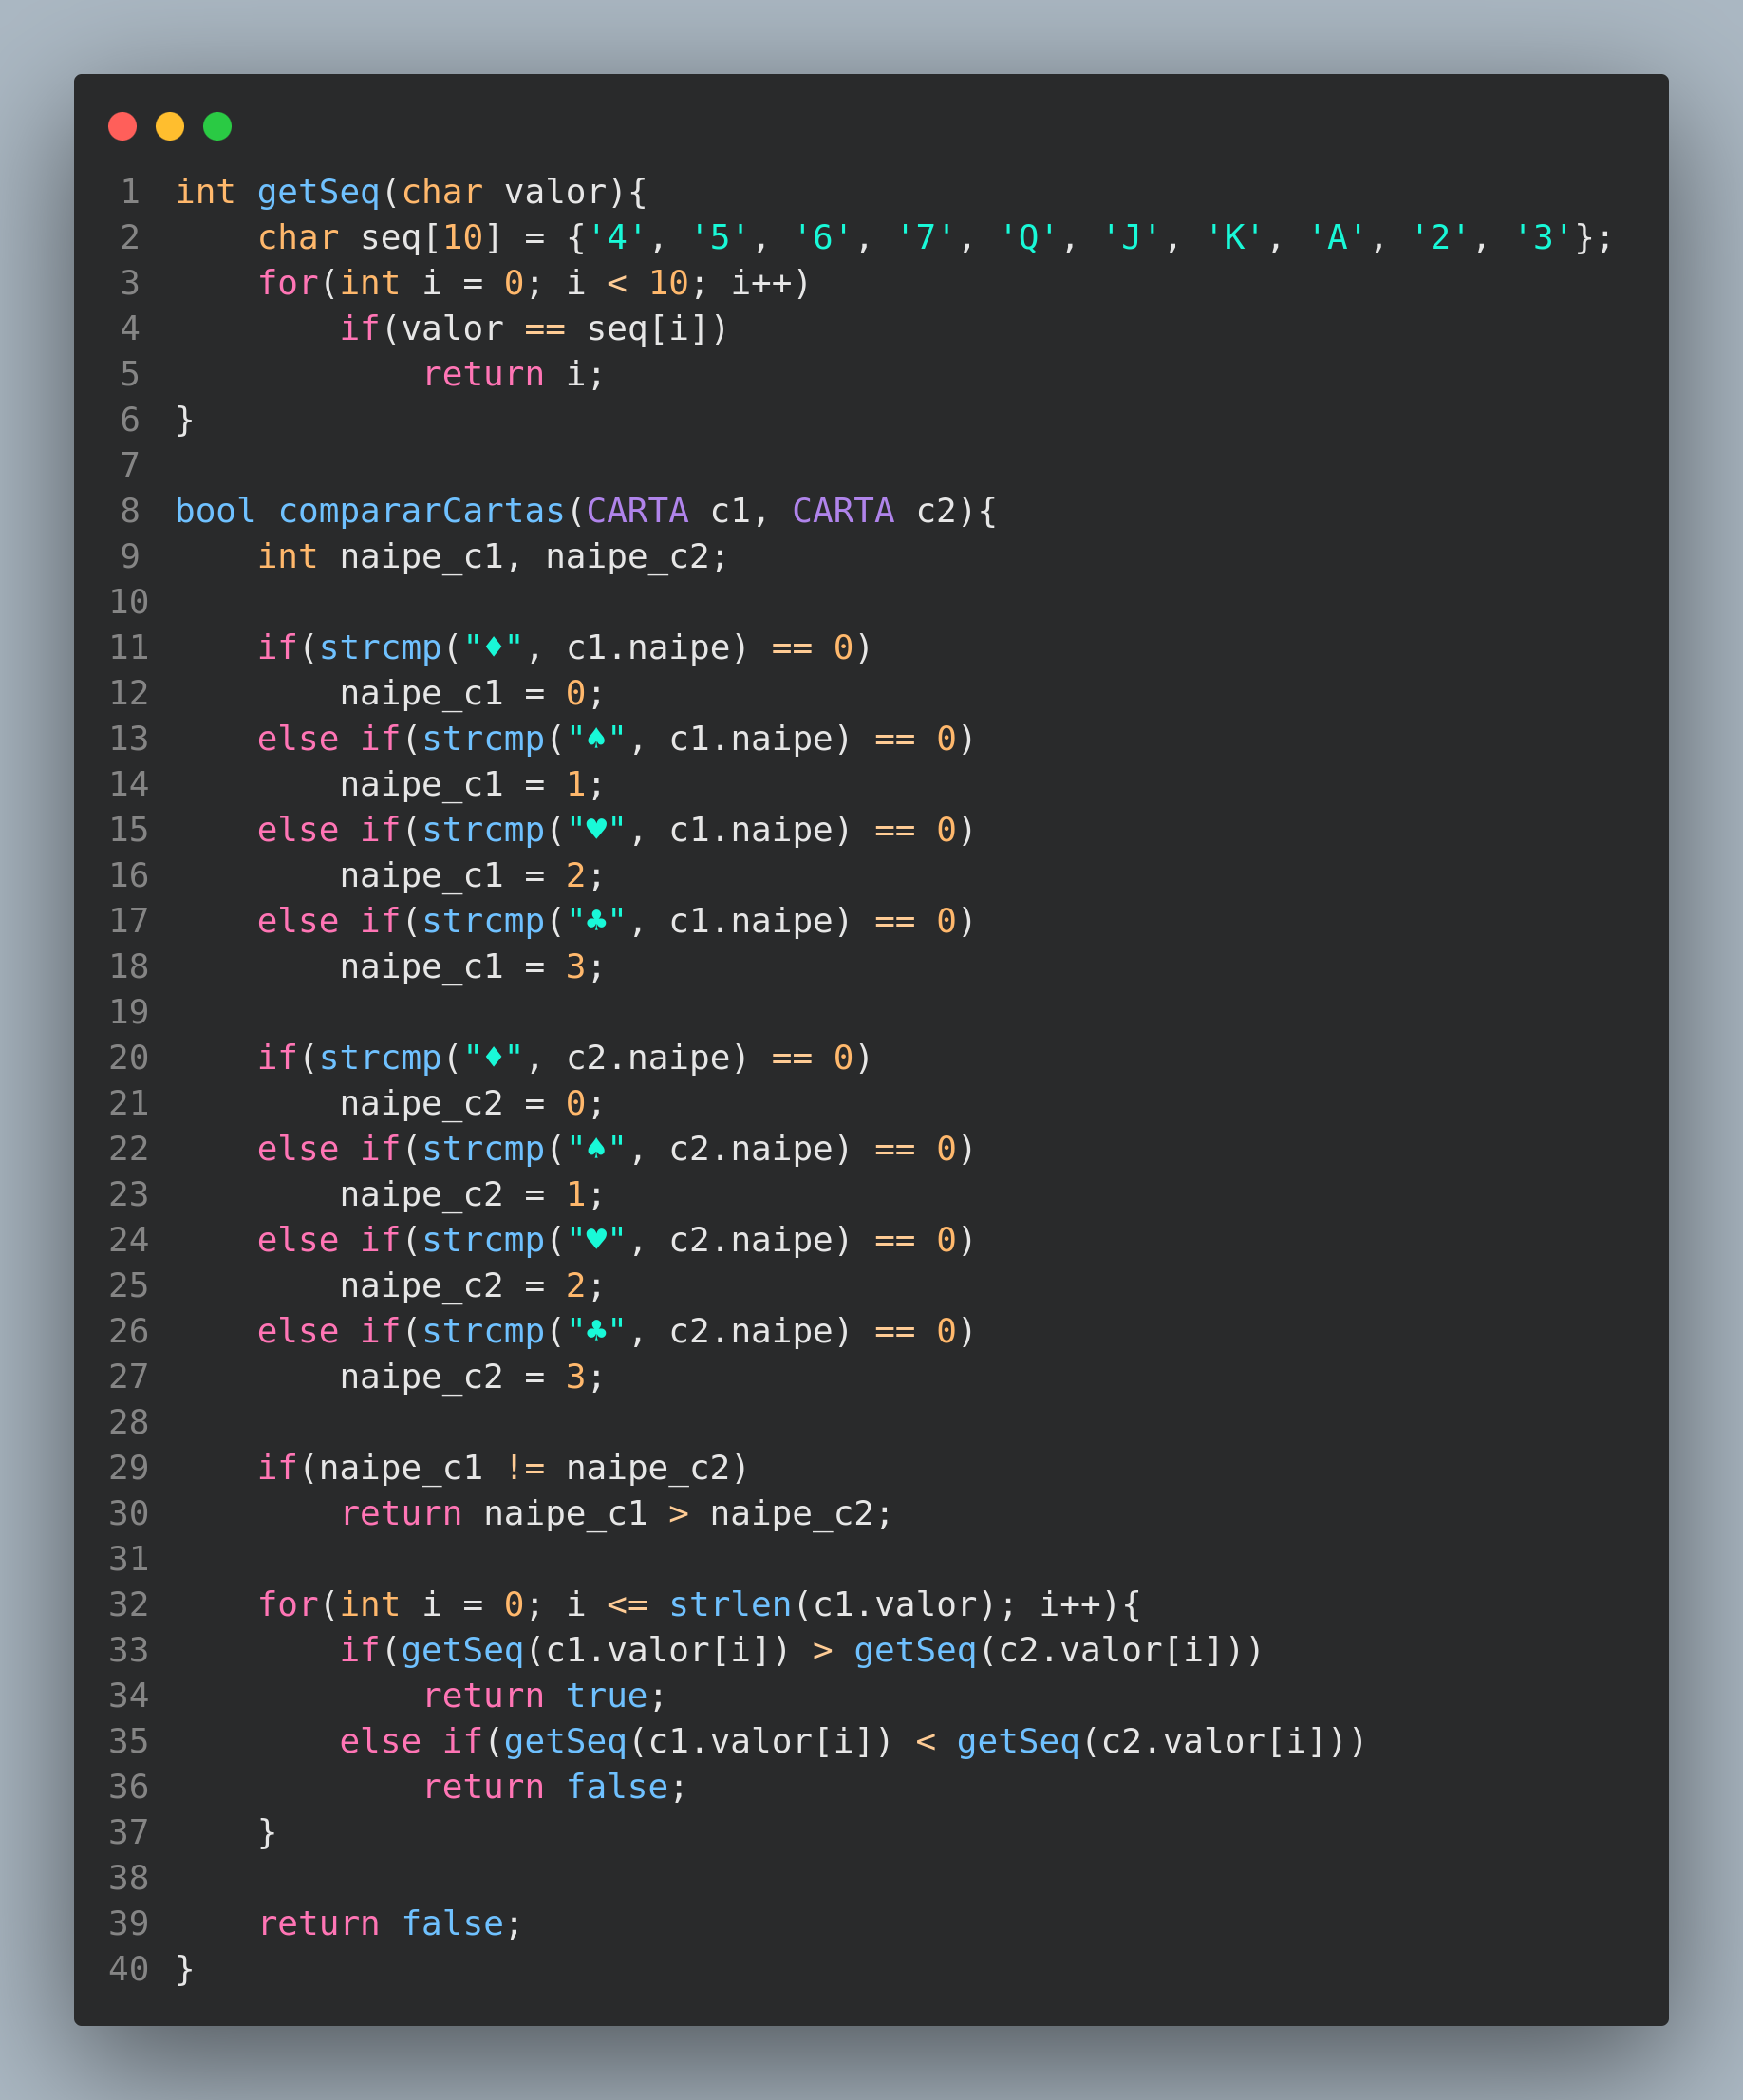 1 int getSeq(char valor){
2     char seq[10] = {'4', '5', '6', '7', 'Q', 'J', 'K', 'A', '2', '3'};
3     for(int i = 0; i < 10; i++)
4         if(valor == seq[i])
5             return i;
6 }
7
8 bool compararCartas(CARTA c1, CARTA c2){
9     int naipe_c1, naipe_c2;
10
11     if(strcmp("♦", c1.naipe) == 0)
12         naipe_c1 = 0;
13     else if(strcmp("♠", c1.naipe) == 0)
14         naipe_c1 = 1;
15     else if(strcmp("♥", c1.naipe) == 0)
16         naipe_c1 = 2;
17     else if(strcmp("♣", c1.naipe) == 0)
18         naipe_c1 = 3;
19
20     if(strcmp("♦", c2.naipe) == 0)
21         naipe_c2 = 0;
22     else if(strcmp("♠", c2.naipe) == 0)
23         naipe_c2 = 1;
24     else if(strcmp("♥", c2.naipe) == 0)
25         naipe_c2 = 2;
26     else if(strcmp("♣", c2.naipe) == 0)
27         naipe_c2 = 3;
28
29     if(naipe_c1 != naipe_c2)
30         return naipe_c1 > naipe_c2;
31
32     for(int i = 0; i <= strlen(c1.valor); i++){
33         if(getSeq(c1.valor[i]) > getSeq(c2.valor[i]))
34             return true;
35         else if(getSeq(c1.valor[i]) < getSeq(c2.valor[i]))
36             return false;
37     }
38
39     return false;
40 }